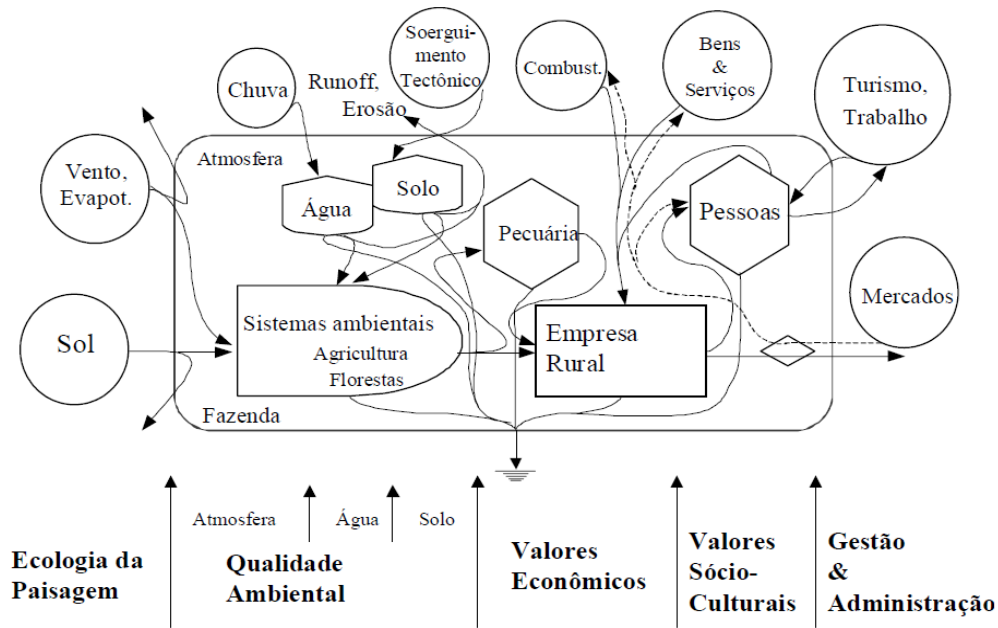 Soerguimento
Tectônico
Chuva
Runoff,
Erosão
Combust.
Bens
&
Serviços
Turismo,
Trabalho
Vento,
Evapot.
Atmosfera
Água
Solo
Pecuária
Pessoas
Mercados
Sol
Sistemas ambientais
Agricultura
Florestas
Empresa
Rural
Fazenda
Atmosfera
Água
Solo
Ecologia da
Paisagem
Qualidade
Ambiental
Valores
Econômicos
Valores
Sócio-
Culturais
Gestão
&
Administração